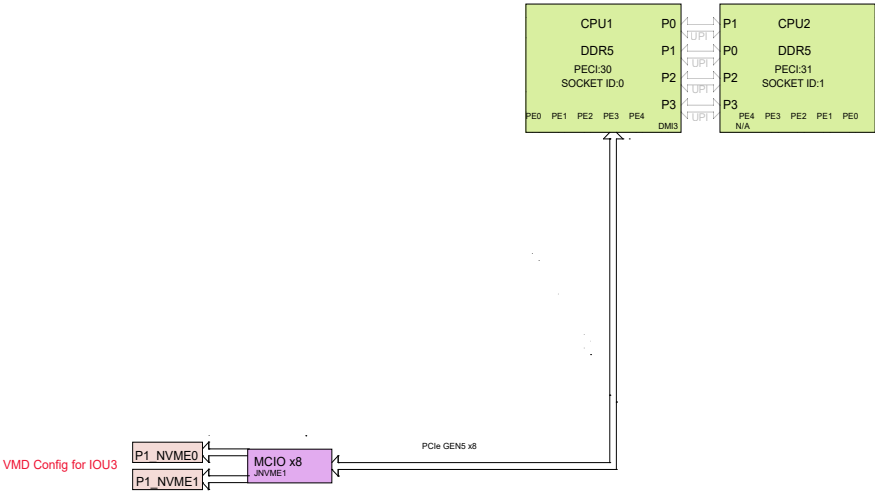 CPU1
P0
DDR5
P1
PECI:30
SOCKET ID:0
P2
P3
PE0 PE1 PE2 PE3 PE4
DMI3
UPI
UPI
UPI
UPI
P1
CPU2
P0
DDR5
PECI:31
P2
SOCKET ID:1
P3
PE4 PE3 PE2 PE1 PE0
N/A
PCIe GEN5 x8
VMD Config for IOU3
P1_NVME0
P1_NVME1
MCIO x8
JNVME1